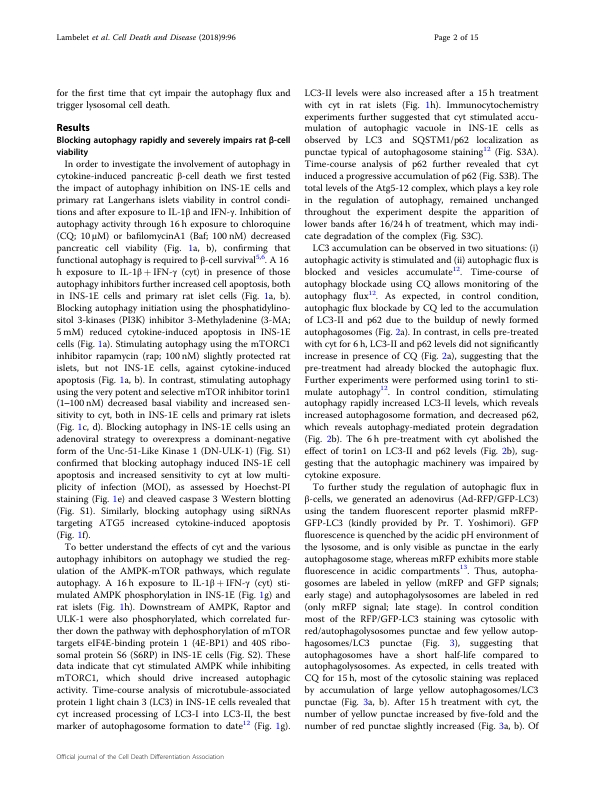 Lambelet et al. Cell Death and Disease (2018)9:96
Page 2 of 15
for the first time that cyt impair the autophagy flux and
trigger lysosomal cell death.
Results
Blocking autophagy rapidly and severely impairs rat β-cell
viability
In order to investigate the involvement of autophagy in
cytokine-induced pancreatic β-cell death we first tested
the impact of autophagy inhibition on INS-1E cells and
primary rat Langerhans islets viability in control condi-
tions and after exposure to IL-1β and IFN-γ. Inhibition of
autophagy activity through 16 h exposure to chloroquine
(CQ; 10 µM) or bafilomycinA1 (Baf; 100 nM) decreased
pancreatic cell viability (Fig. 1a, b), confirming that
functional autophagy is required to β-cell survival5,6. A 16
h exposure to IL-1β + IFN-γ (cyt) in presence of those
autophagy inhibitors further increased cell apoptosis, both
in INS-1E cells and primary rat islet cells (Fig. 1a, b).
Blocking autophagy initiation using the phosphatidylino-
sitol 3-kinases (PI3K) inhibitor 3-Methyladenine (3-MA;
5 mM) reduced cytokine-induced apoptosis in INS-1E
cells (Fig. 1a). Stimulating autophagy using the mTORC1
inhibitor rapamycin (rap; 100 nM) slightly protected rat
islets, but not INS-1E cells, against cytokine-induced
apoptosis (Fig. 1a, b). In contrast, stimulating autophagy
using the very potent and selective mTOR inhibitor torin1
(1–100 nM) decreased basal viability and increased sen-
sitivity to cyt, both in INS-1E cells and primary rat islets
(Fig. 1c, d). Blocking autophagy in INS-1E cells using an
adenoviral strategy to overexpress a dominant-negative
form of the Unc-51-Like Kinase 1 (DN-ULK-1) (Fig. S1)
confirmed that blocking autophagy induced INS-1E cell
apoptosis and increased sensitivity to cyt at low multi-
plicity of infection (MOI), as assessed by Hoechst-PI
staining (Fig. 1e) and cleaved caspase 3 Western blotting
(Fig. S1). Similarly, blocking autophagy using siRNAs
targeting ATG5 increased cytokine-induced apoptosis
(Fig. 1f).
To better understand the effects of cyt and the various
autophagy inhibitors on autophagy we studied the reg-
ulation of the AMPK-mTOR pathways, which regulate
autophagy. A 16 h exposure to IL-1β + IFN-γ (cyt) sti-
mulated AMPK phosphorylation in INS-1E (Fig. 1g) and
rat islets (Fig. 1h). Downstream of AMPK, Raptor and
ULK-1 were also phosphorylated, which correlated fur-
ther down the pathway with dephosphorylation of mTOR
targets eIF4E-binding protein 1 (4E-BP1) and 40S ribo-
somal protein S6 (S6RP) in INS-1E cells (Fig. S2). These
data indicate that cyt stimulated AMPK while inhibiting
mTORC1, which should drive increased autophagic
activity. Time-course analysis of microtubule-associated
protein 1 light chain 3 (LC3) in INS-1E cells revealed that
cyt increased processing of LC3-I into LC3-II, the best
marker of autophagosome formation to date12 (Fig. 1g).
LC3-II levels were also increased after a 15 h treatment
with cyt in rat islets (Fig. 1h). Immunocytochemistry
experiments further suggested that cyt stimulated accu-
mulation of autophagic vacuole in INS-1E cells as
observed by LC3 and SQSTM1/p62 localization as
punctae typical of autophagosome staining12 (Fig. S3A).
Time-course analysis of p62 further revealed that cyt
induced a progressive accumulation of p62 (Fig. S3B). The
total levels of the Atg5-12 complex, which plays a key role
in the regulation of autophagy, remained unchanged
throughout the experiment despite the apparition of
lower bands after 16/24 h of treatment, which may indi-
cate degradation of the complex (Fig. S3C).
LC3 accumulation can be observed in two situations: (i)
autophagic activity is stimulated and (ii) autophagic flux is
blocked and vesicles accumulate12. Time-course of
autophagy blockade using CQ allows monitoring of the
autophagy flux12. As expected, in control condition,
autophagic flux blockade by CQ led to the accumulation
of LC3-II and p62 due to the buildup of newly formed
autophagosomes (Fig. 2a). In contrast, in cells pre-treated
with cyt for 6 h, LC3-II and p62 levels did not significantly
increase in presence of CQ (Fig. 2a), suggesting that the
pre-treatment had already blocked the autophagic flux.
Further experiments were performed using torin1 to sti-
mulate autophagy12. In control condition, stimulating
autophagy rapidly increased LC3-II levels, which reveals
increased autophagosome formation, and decreased p62,
which reveals autophagy-mediated protein degradation
(Fig. 2b). The 6 h pre-treatment with cyt abolished the
effect of torin1 on LC3-II and p62 levels (Fig. 2b), sug-
gesting that the autophagic machinery was impaired by
cytokine exposure.
To further study the regulation of autophagic flux in
β-cells, we generated an adenovirus (Ad-RFP/GFP-LC3)
using the tandem fluorescent reporter plasmid mRFP-
GFP-LC3 (kindly provided by Pr. T. Yoshimori). GFP
fluorescence is quenched by the acidic pH environment of
the lysosome, and is only visible as punctae in the early
autophagosome stage, whereas mRFP exhibits more stable
fluorescence in acidic compartments13. Thus, autopha-
gosomes are labeled in yellow (mRFP and GFP signals;
early stage) and autophagolysosomes are labeled in red
(only mRFP signal; late stage). In control condition
most of the RFP/GFP-LC3 staining was cytosolic with
red/autophagolysosomes punctae and few yellow autop-
hagosomes/LC3 punctae (Fig. 3), suggesting that
autophagosomes have a short half-life compared to
autophagolysosomes. As expected, in cells treated with
CQ for 15 h, most of the cytosolic staining was replaced
by accumulation of large yellow autophagosomes/LC3
punctae (Fig. 3a, b). After 15 h treatment with cyt, the
number of yellow punctae increased by five-fold and the
number of red punctae slightly increased (Fig. 3a, b). Of
Official journal of the Cell Death Differentiation Association